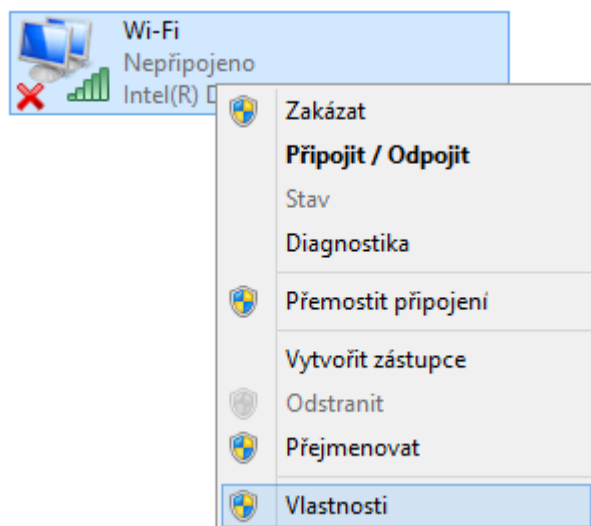 Wi-Fi
Nepřipojeno
Intel(R)
Zakázat
Připojit / Odpojit
Stav
Diagnostika
Přemostit připojení
Vytvořit zástupce
Odstranit
Přejmenovat
Vlastnosti